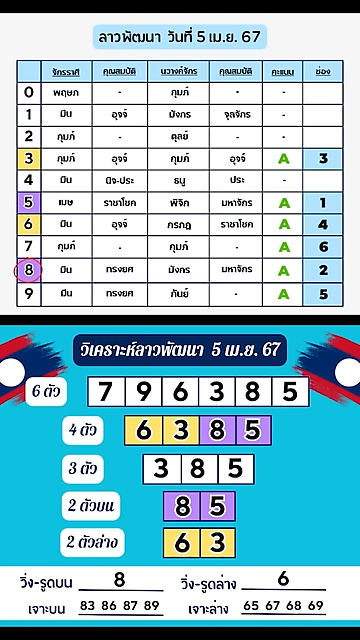 ลาวพัฒนา วันที่ 5 เม.ย. 67
จักรราศี คุณสมบัติ นวางค์จักร คุณสมบัติ คะแนน ช่อง
0 พฤษภ - กุมภ์ - -
1 มีน อุจจ์ มังกร จุลจักร -
2 กุมภ์ - ตุลย์ - -
3 กุมภ์ อุจจ์ กุมภ์ อุจจ์ A 3
4 มีน นิจ-ประ ธนู ประ -
5 เมษ ราชาโชค พิจิก มหาจักร A 1
6 มีน อุจจ์ กรกฎ ราชาโชค A 4
7 กุมภ์ - กุมภ์ - A 6
8 มีน ทรงยศ มังกร มหาจักร A 2
9 มีน ทรงยศ กันย์ - A 5
วิเคราะห์ลาวพัฒนา 5 เม.ย. 67
6 ตัว 7 9 6 3 8 5
4 ตัว 6 3 8 5
3 ตัว 3 8 5
2 ตัวบน 8 5
2 ตัวล่าง 6 3
วิ่ง-รูดบน 8 วิ่ง-รูดล่าง 6
เจาะบน 83 86 87 89 เจาะล่าง 65 67 68 69